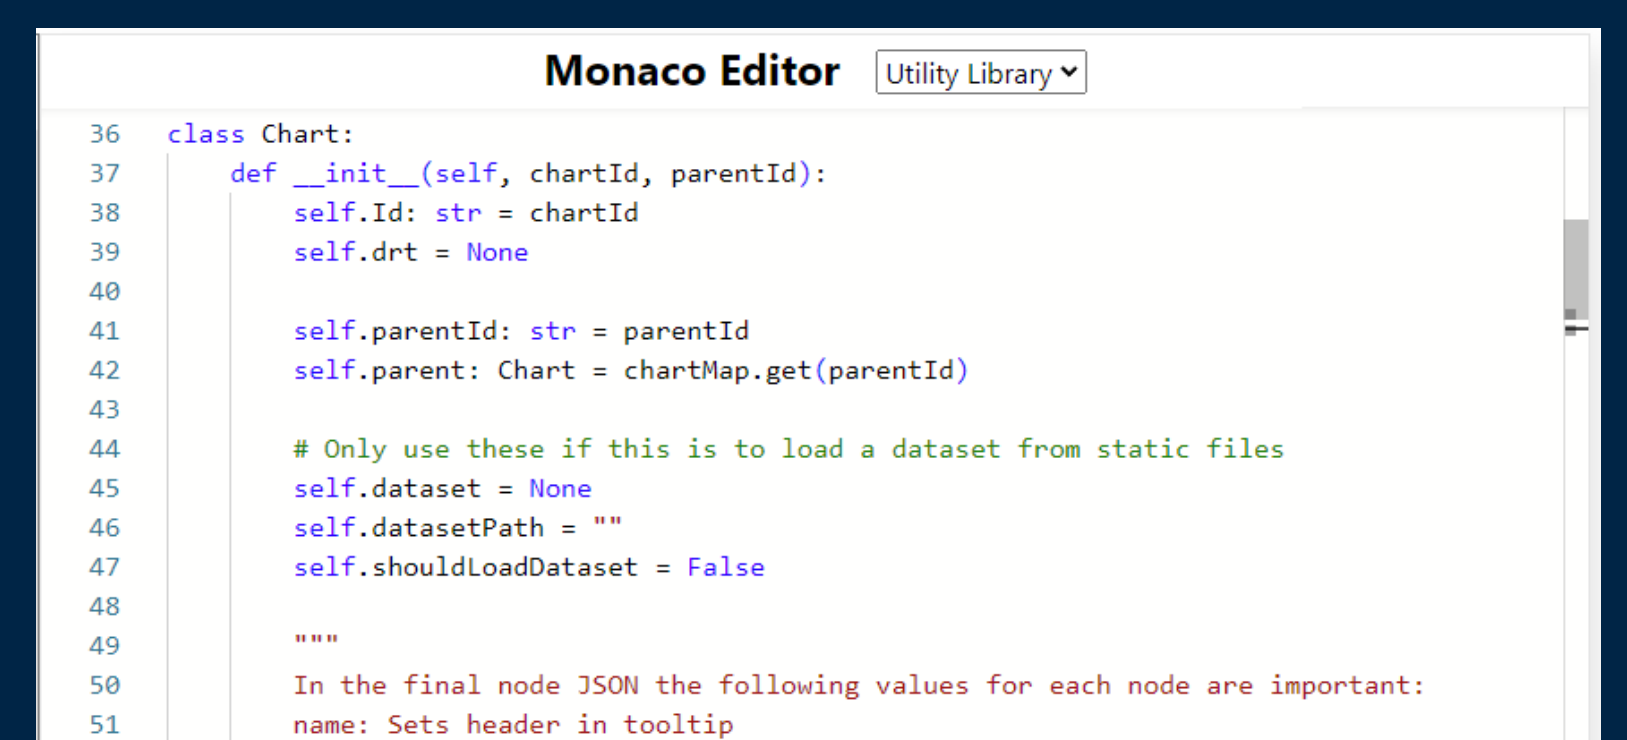 Monaco Editor Utility Library
36 class Chart:
37 def __init__(self, chartId, parentId):
38 self.Id: str = chartId
39 self.drt = None
40
41 self.parentId: str = parentId
42 self.parent: Chart = chartMap.get(parentId)
43
44 # Only use these if this is to load a dataset from static files
45 self.dataset = None
46 self.datasetPath = ""
47 self.shouldLoadDataset = False
48
49 """
50 In the final node JSON the following values for each node are important:
51 name: Sets header in tooltip